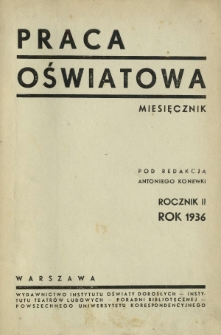 PRACA
OŚWIATOWA
MIESIĘCZNIK
POD REDAKCJĄ
ANTONIEGO KONEWKI
ROCZNIK II
ROK 1936
WARSZAWA
WYDAWNICTWO INSTYTUTU OŚWIATY DOROSŁYCH — INSTY-
TUTU TEATRÓW LUDOWYCH — PORADNI BIBLIOTECZNEJ —
POWSZECHNEGO UNIWERSYTETU KORESPONDENCYJNEGO